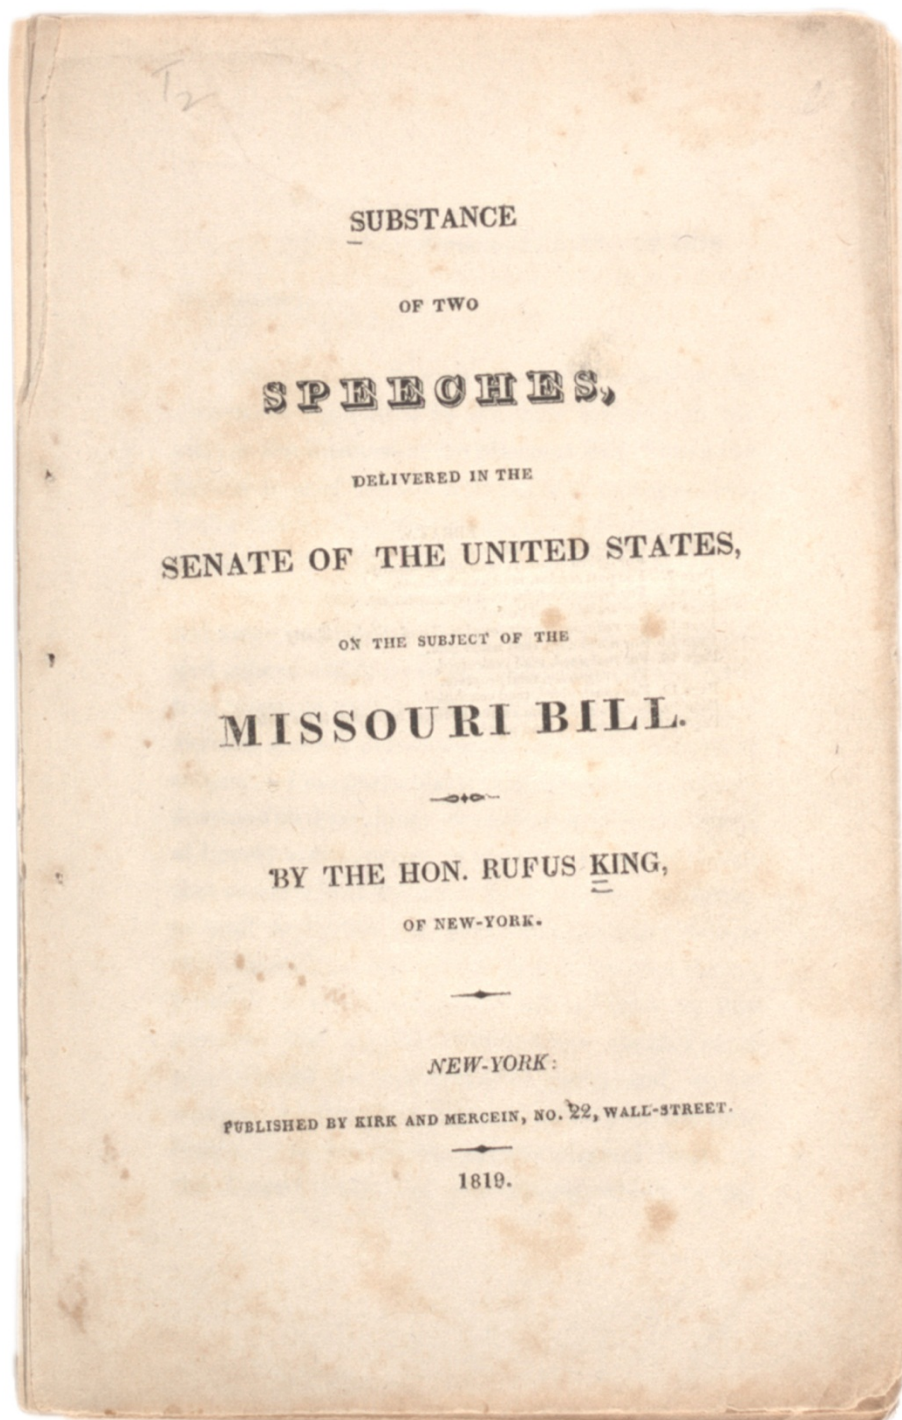 T2
SUBSTANCE
OF TWO
SPEECHES,
DELIVERED IN THE
SENATE OF THE UNITED STATES,
ON THE SUBJECT OF THE
MISSOURI BILL.
BY THE HON. RUFUS KING,
OF NEW-YORK.
NEW-YORK:
PUBLISHED BY KIRK AND MERCEIN, NO. 22, WALL-STREET.
1819.